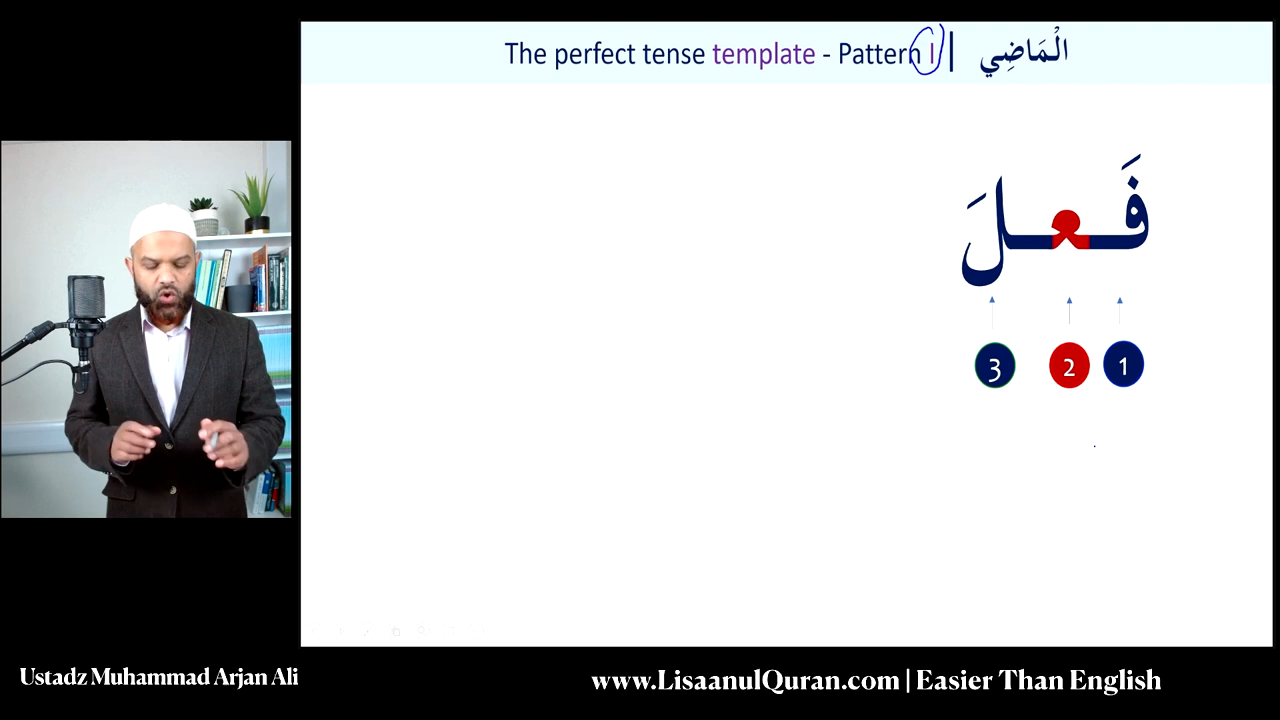 The perfect tense template - Pattern I | الْمَاضِي
فَعلَ
3 2 1
Ustadz Muhammad Arjan Ali
www.LisaanulQuran.com | Easier Than English